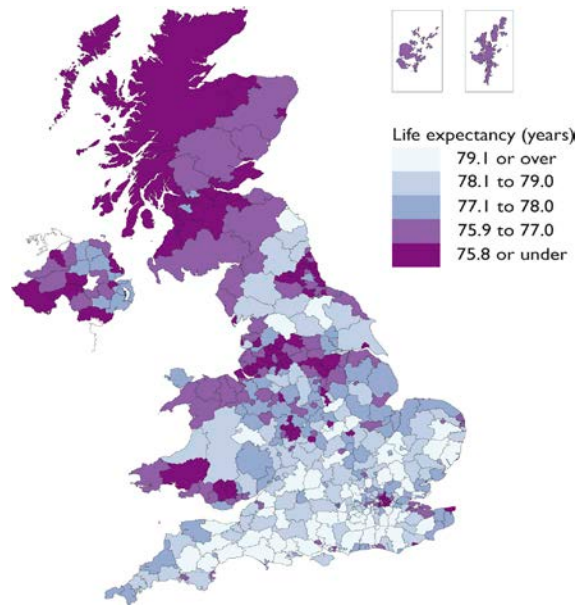 Life expectancy (years)
79.1 or over
78.1 to 79.0
77.1 to 78.0
75.9 to 77.0
75.8 or under